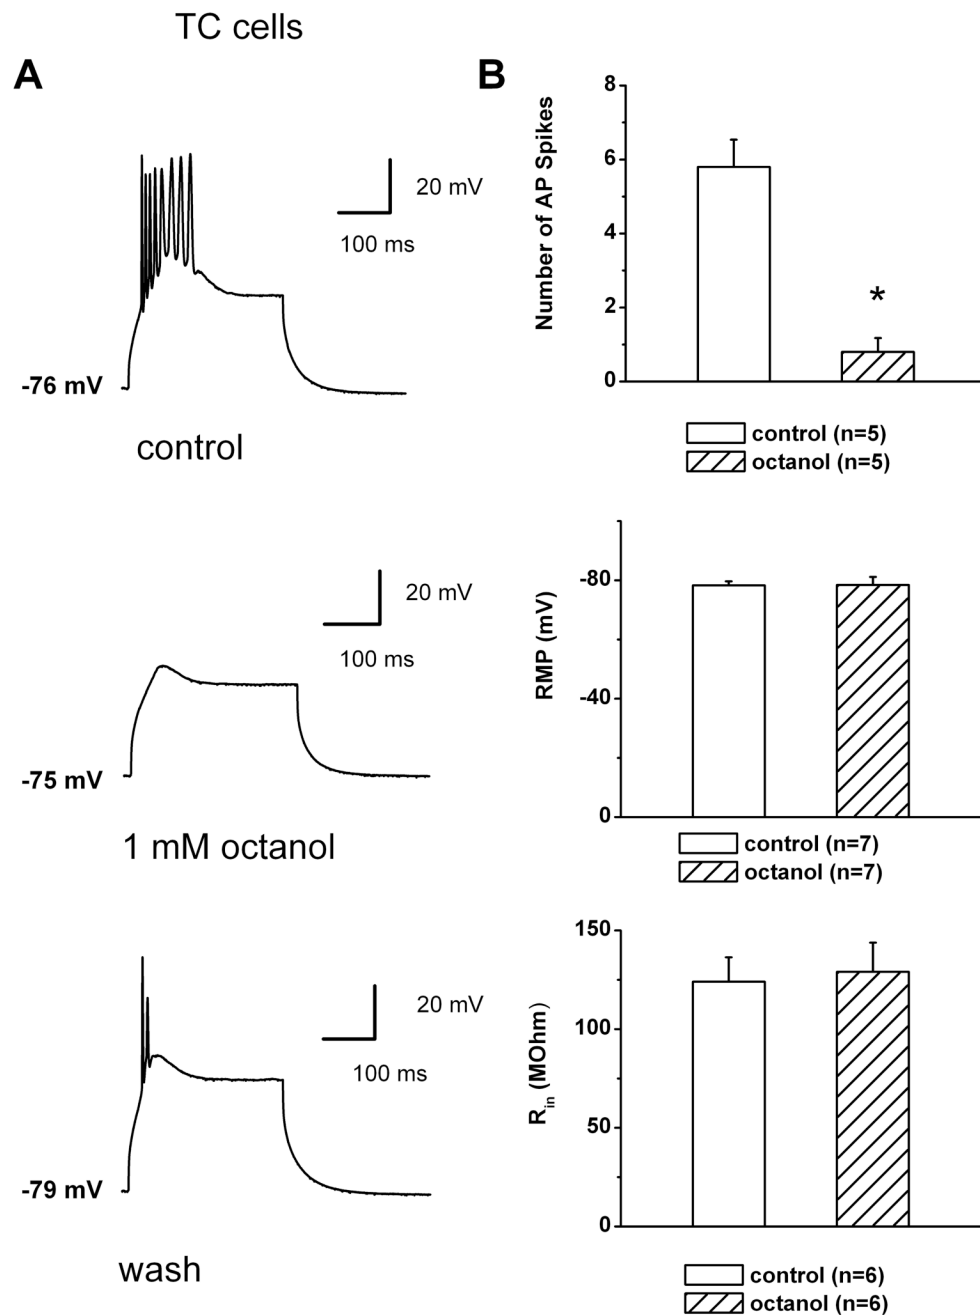 TC cells
A
20 mV
100 ms
-76 mV
control
20 mV
100 ms
-75 mV
1 mM octanol
20 mV
100 ms
-79 mV
wash
B
Number of AP Spikes
8
6
4
2
0
*
control (n=5)
octanol (n=5)
RMP (mV)
-80
-40
0
control (n=7)
octanol (n=7)
R_in (MOhm)
150
100
50
0
control (n=6)
octanol (n=6)